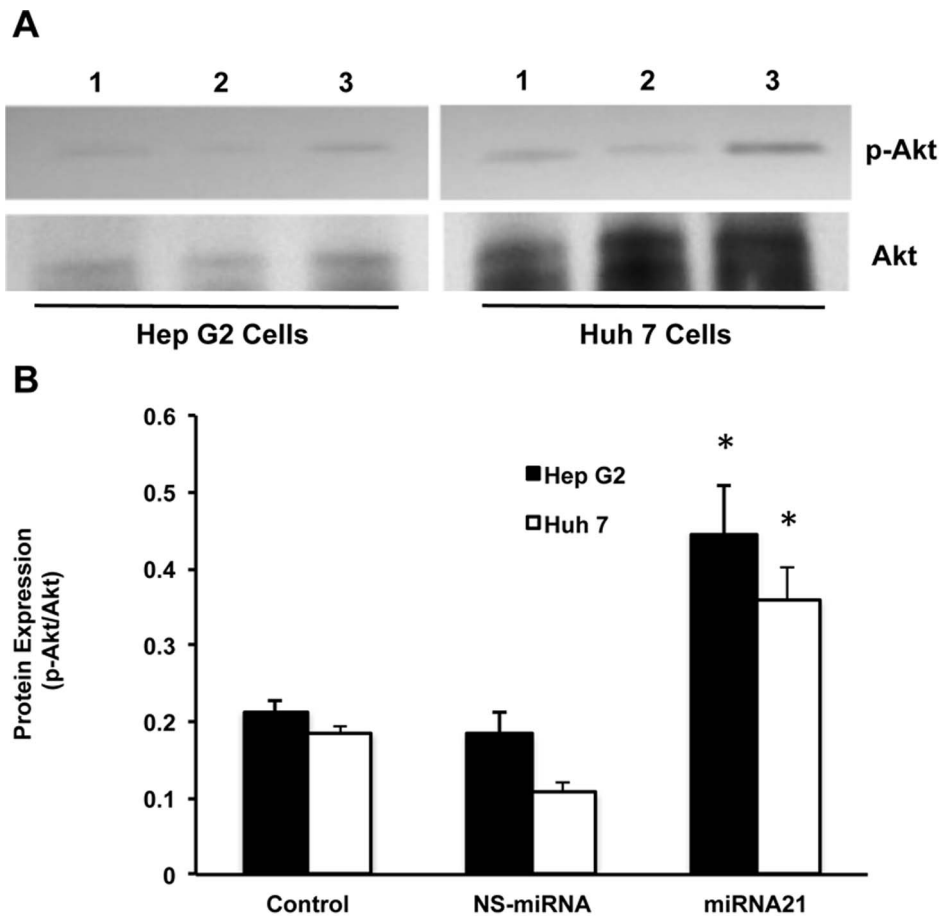 A
1 2 3 1 2 3
p-Akt
Akt
Hep G2 Cells Huh 7 Cells
B
0.6
0.5
0.4
0.3
0.2
0.1
0
Protein Expression
(p-Akt/Akt)
Hep G2
Huh 7
*
*
Control NS-miRNA miRNA21